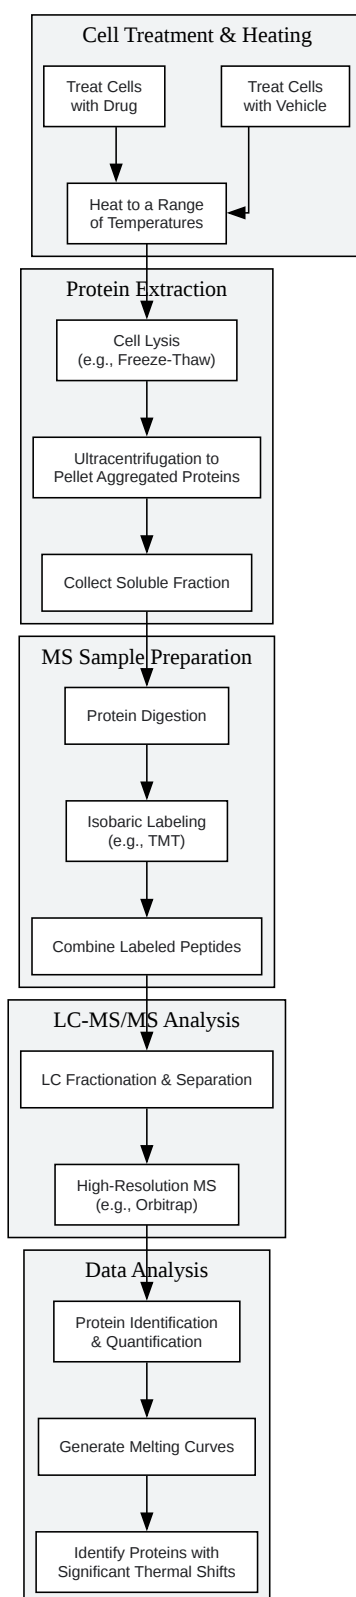 Cell Treatment & Heating
Treat Cells
with Drug
Treat Cells
with Vehicle
Heat to a Range
of Temperatures
Protein Extraction
Cell Lysis
(e.g., Freeze-Thaw)
Ultracentrifugation to
Pellet Aggregated Proteins
Collect Soluble Fraction
MS Sample Preparation
Protein Digestion
Isobaric Labeling
(e.g., TMT)
Combine Labeled Peptides
LC-MS/MS Analysis
LC Fractionation & Separation
High-Resolution MS
(e.g., Orbitrap)
Data Analysis
Protein Identification
& Quantification
Generate Melting Curves
Identify Proteins with
Significant Thermal Shifts